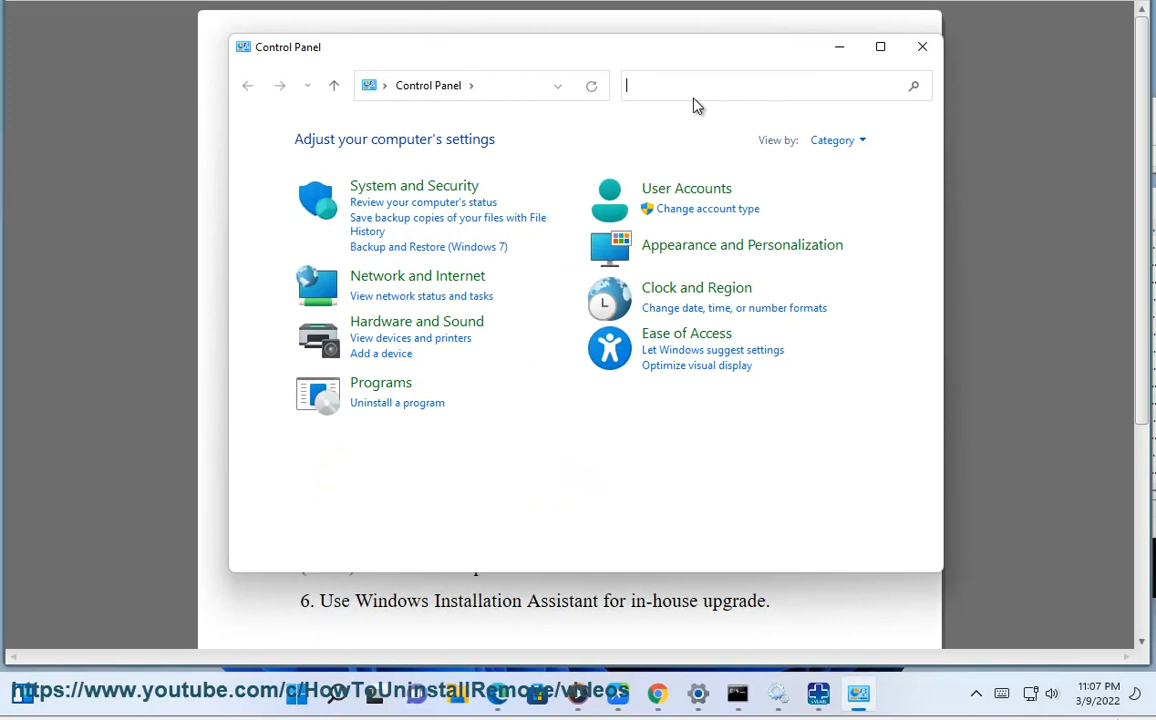 Control Panel
Control Panel
Adjust your computer's settings
View by: Category
System and Security
Review your computer's status
Save backup copies of your files with File
History
Backup and Restore (Windows 7)
Network and Internet
View network status and tasks
Hardware and Sound
View devices and printers
Add a device
Programs
Uninstall a program
User Accounts
Change account type
Appearance and Personalization
Clock and Region
Change date, time, or number formats
Ease of Access
Let Windows suggest settings
Optimize visual display
6. Use Windows Installation Assistant for in-house upgrade.
https://www.youtube.com/c/HowToUninstallRemove/videos
11:07 PM
3/9/2022